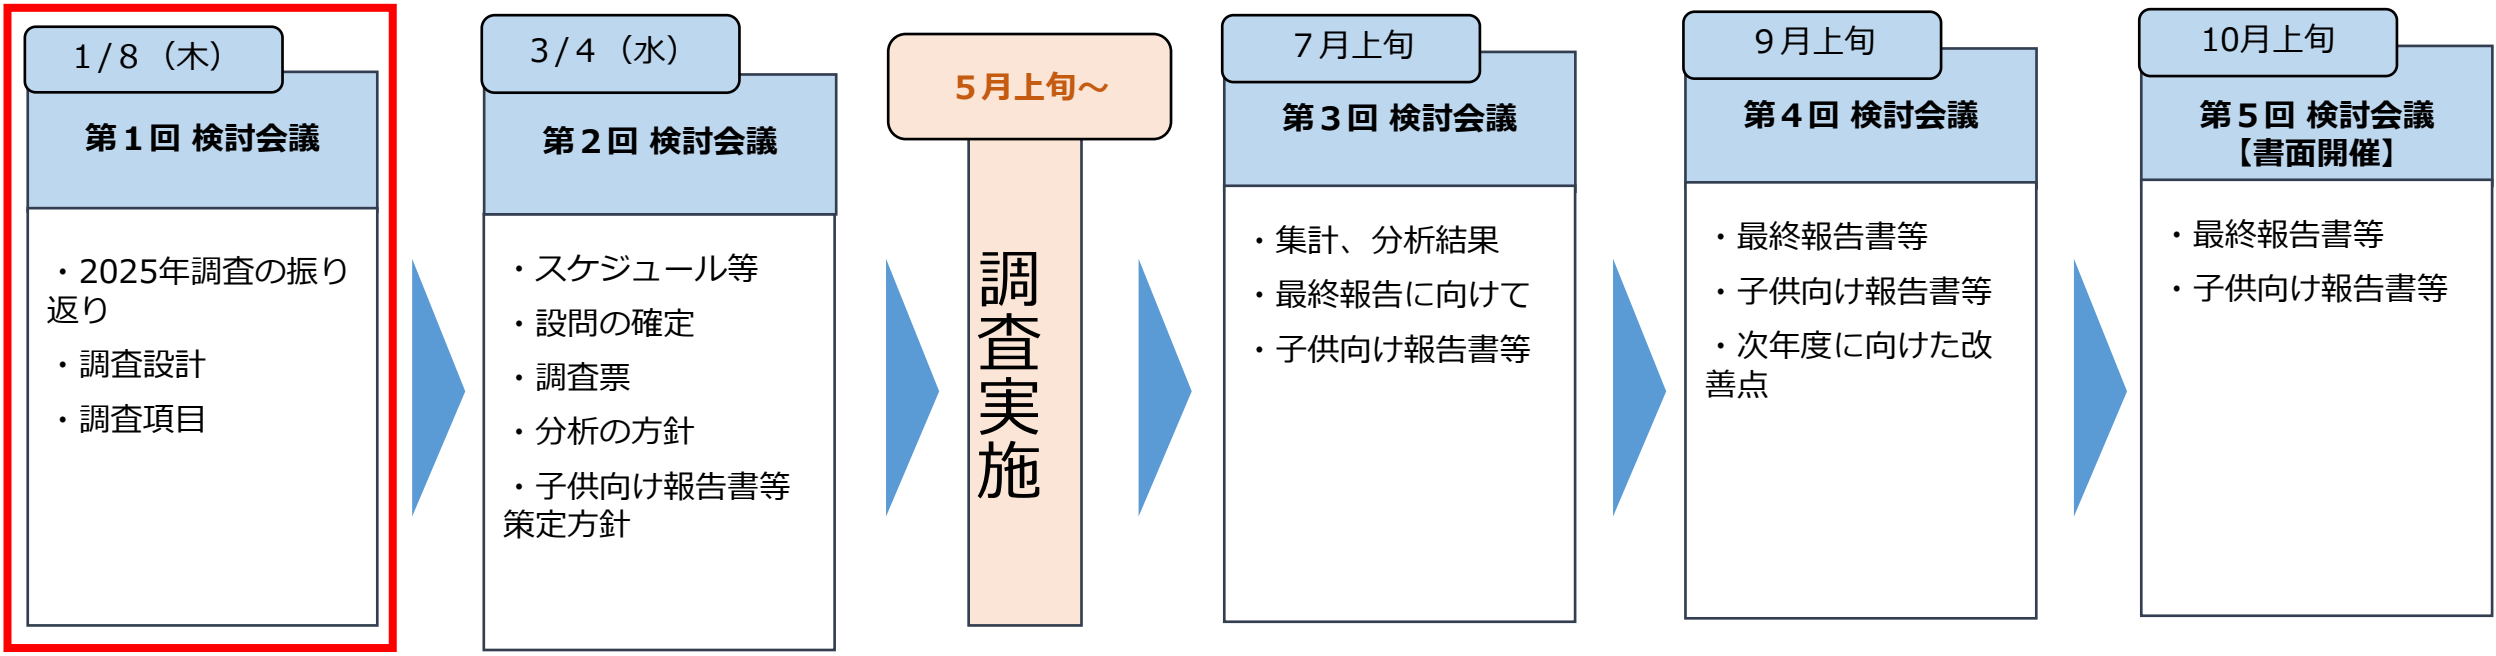 １/８（木）
第１回 検討会議
・2025年調査の振り
返り
・調査設計
・調査項目
３/４（水）
第２回 検討会議
・スケジュール等
・設問の確定
・調査票
・分析の方針
・子供向け報告書等
策定方針
５月上旬～
調査実施
７月上旬
第３回 検討会議
・集計、分析結果
・最終報告に向けて
・子供向け報告書等
９月上旬
第４回 検討会議
・最終報告書等
・子供向け報告書等
・次年度に向けた改
善点
10月上旬
第５回 検討会議
【書面開催】
・最終報告書等
・子供向け報告書等